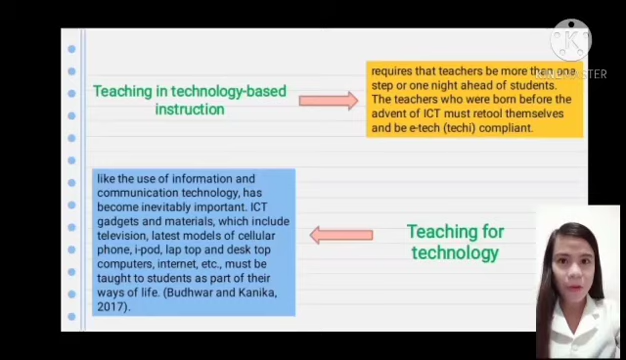 Teaching in technology-based
instruction
requires that teachers be more than one
step or one night ahead of students.
The teachers who were born before the
advent of ICT must retool themselves
and be e-tech (techi) compliant.
like the use of information and
communication technology, has
become inevitably important. ICT
gadgets and materials, which include
television, latest models of cellular
phone, i-pod, lap top and desk top
computers, internet, etc., must be
taught to students as part of their
ways of life. (Budhwar and Kanika,
2017).
Teaching for
technology
KINEMASTER